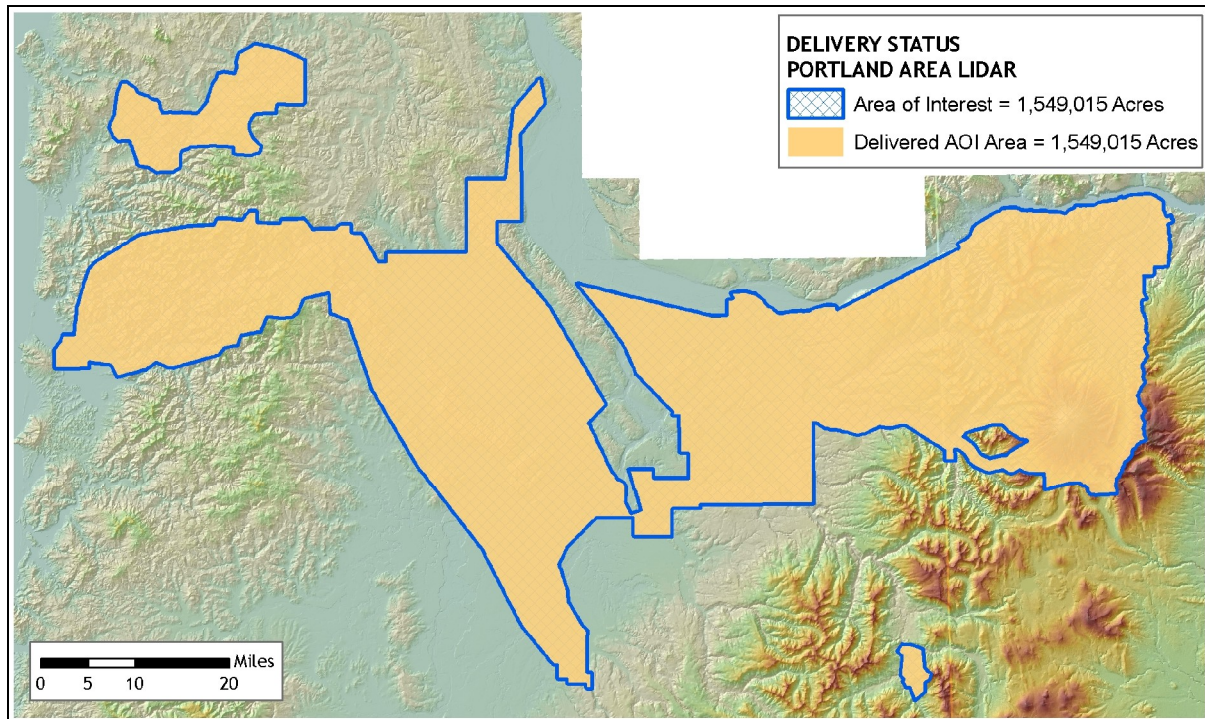 DELIVERY STATUS
PORTLAND AREA LIDAR
Area of Interest = 1,549,015 Acres
Delivered AOI Area = 1,549,015 Acres
Miles
0 5 10 20